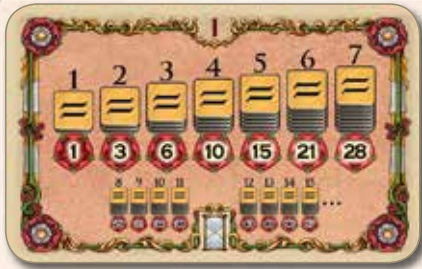 I
1 2 3 4 5 6 7
= = = = = = =
1 3 6 10 15 21 28
8 9 10 11 12 13 14 15 ...